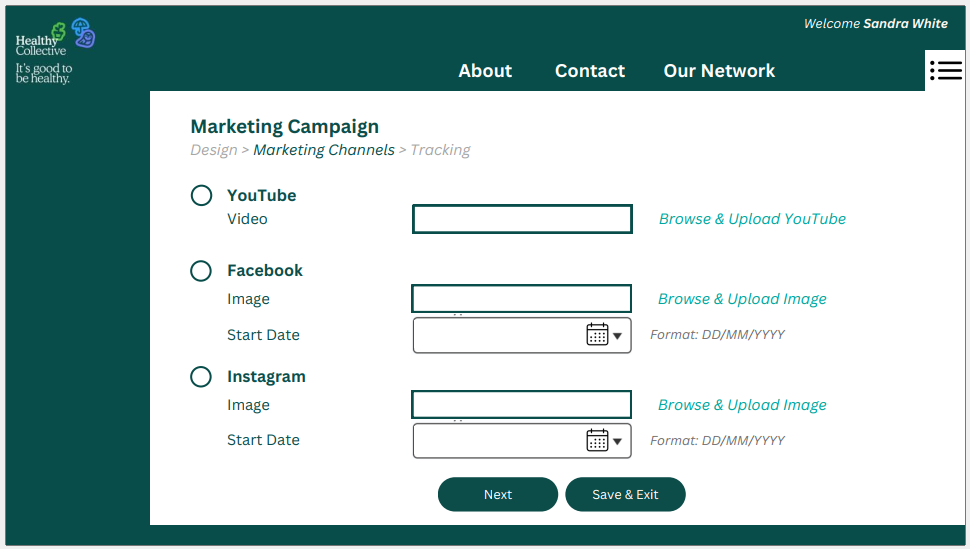 Welcome Sandra White
Healthy
Collective
It's good to
be healthy.
About Contact Our Network
Marketing Campaign
Design > Marketing Channels > Tracking
YouTube
Video Browse & Upload YouTube
Facebook
Image Browse & Upload Image
Start Date Format: DD/MM/YYYY
Instagram
Image Browse & Upload Image
Start Date Format: DD/MM/YYYY
Next Save & Exit